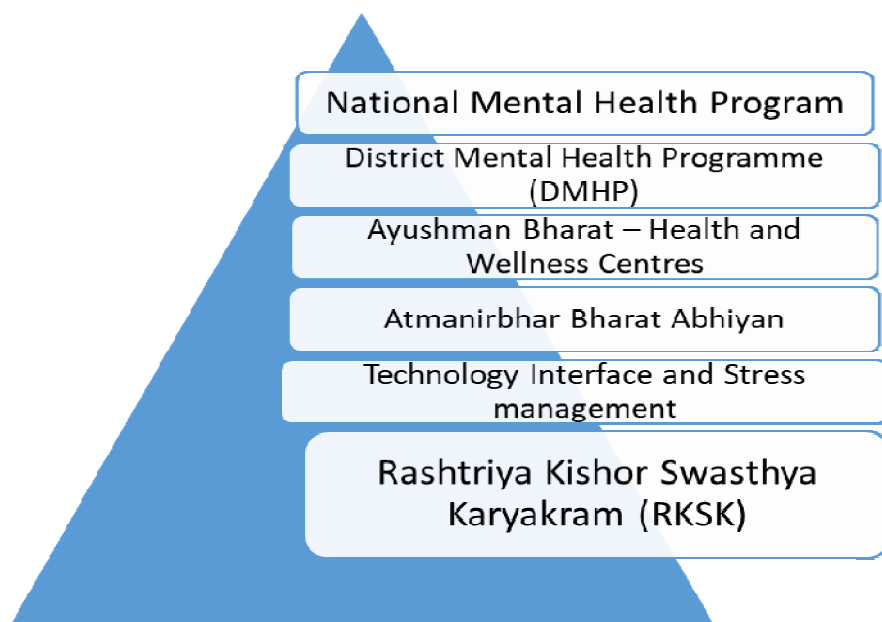 National Mental Health Program
District Mental Health Programme
(DMHP)
Ayushman Bharat – Health and
Wellness Centres
Atmanirbhar Bharat Abhiyan
Technology Interface and Stress
management
Rashtriya Kishor Swasthya
Karyakram (RKSK)